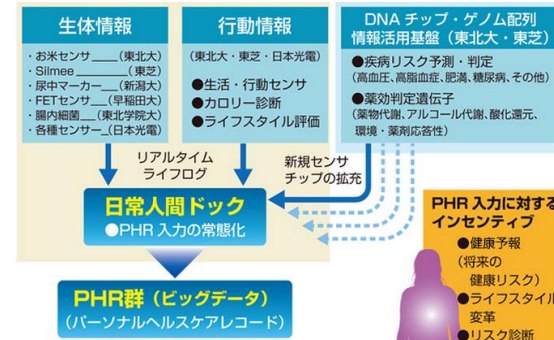 生体情報
・お米センサ____（東北大）
・Silmee________（東芝）
・尿中マーカー__（新潟大）
・FETセンサ__（早稲田大）
・腸内細菌__（東北学院大）
・各種センサー_（日本光電）
行動情報
（東北大・東芝・日本光電）
●生活・行動センサ
●カロリー診断
●ライフスタイル評価
DNA チップ・ゲノム配列
情報活用基盤（東北大・東芝）
●疾病リスク予測・判定
（高血圧、高脂血症、肥満、糖尿病、その他）
●薬効判定遺伝子
（薬物代謝、アルコール代謝、酸化還元、
環境・薬剤応答性）
リアルタイム
ライフログ
新規センサ
チップの拡充
日常人間ドック
●PHR 入力の常態化
PHR群（ビッグデータ）
（パーソナルヘルスケアレコード）
PHR 入力に対する
インセンティブ
●健康予報
（将来の
健康リスク）
●ライフスタイル
変革
●リスク診断